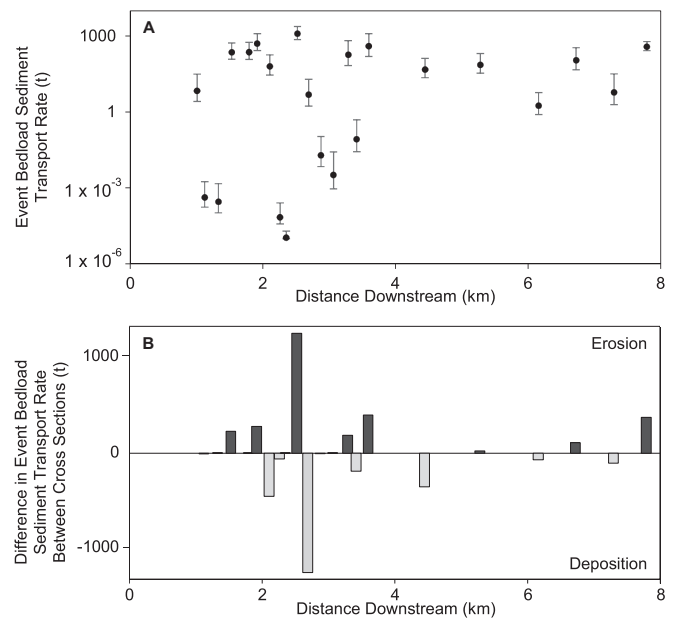 A
Event Bedload Sediment
Transport Rate (t)
1000
1
1 x 10⁻³
1 x 10⁻⁶
0 2 4 6 8
Distance Downstream (km)
B
Erosion
Difference in Event Bedload
Sediment Transport Rate
Between Cross Sections (t)
1000
0
-1000
Deposition
0 2 4 6 8
Distance Downstream (km)